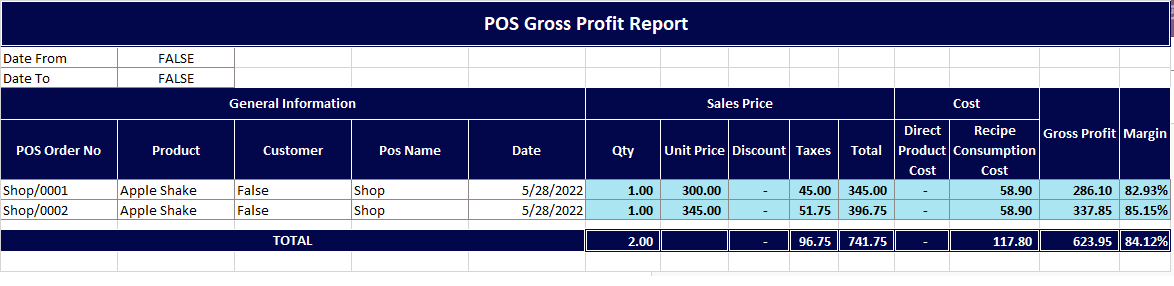 POS Gross Profit Report
Date From FALSE
Date To FALSE
General Information Sales Price Cost Gross Profit Margin
POS Order No Product Customer Pos Name Date Qty Unit Price Discount Taxes Total Direct Product Cost Recipe Consumption Cost
Shop/0001 Apple Shake False Shop 5/28/2022 1.00 300.00 - 45.00 345.00 - 58.90 286.10 82.93%
Shop/0002 Apple Shake False Shop 5/28/2022 1.00 345.00 - 51.75 396.75 - 58.90 337.85 85.15%
TOTAL 2.00 - 96.75 741.75 - 117.80 623.95 84.12%